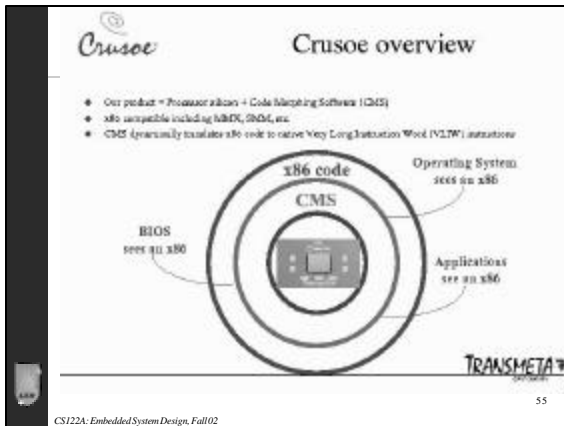 Crusoe
Crusoe overview
Our product = Processor silicon + Code Morphing Software (CMS)
x86 compatible including MMX, SMM, etc.
CMS dynamically translates x86 code to native Very Long Instruction Word (VLIW) instructions
x86 code
Operating System
sees an x86
CMS
BIOS
sees an x86
Applications
see an x86
TRANSMETA
55
CS122A: Embedded System Design, Fall 02